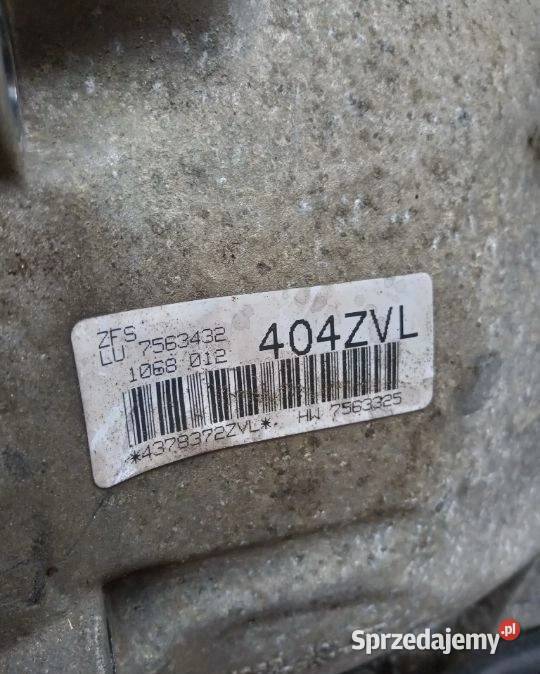 ZFS
LU 7563432
1068 012
404ZVL
*4378372ZVL*
HW 7563325
Sprzedajemy.pl